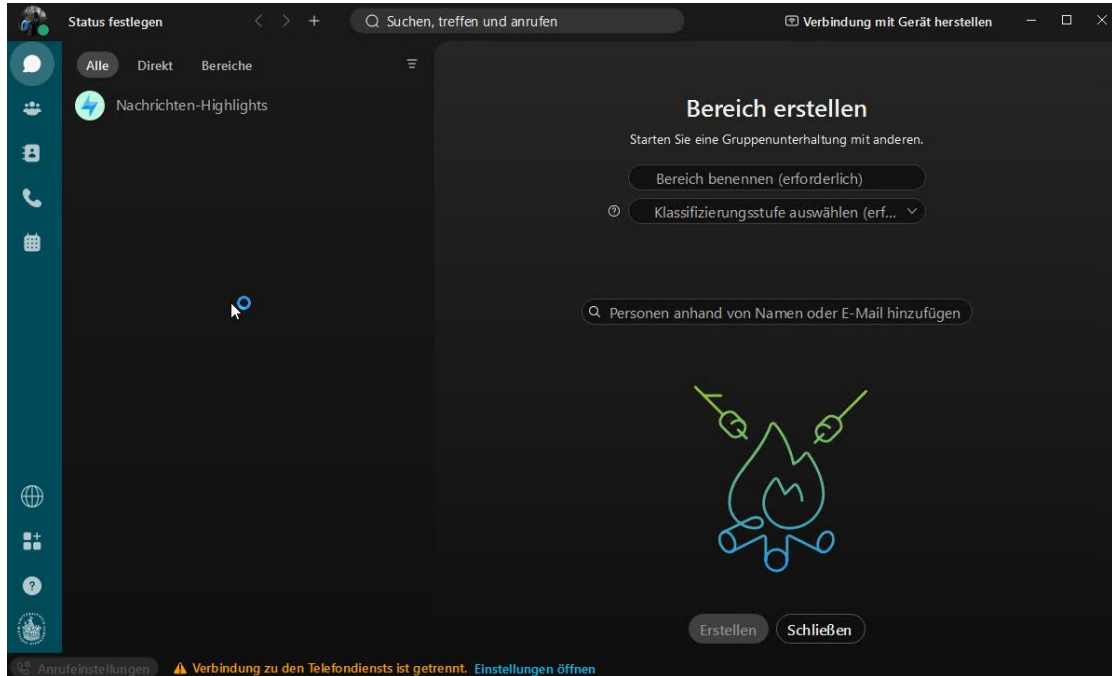 Status festlegen
Suchen, treffen und anrufen
Verbindung mit Gerät herstellen
Alle Direkt Bereiche
Nachrichten-Highlights
Bereich erstellen
Starten Sie eine Gruppenunterhaltung mit anderen.
Bereich benennen (erforderlich)
Klassifizierungsstufe auswählen (erf...
Personen anhand von Namen oder E-Mail hinzufügen
Erstellen Schließen
Anrufeinstellungen Verbindung zu den Telefondiensts ist getrennt. Einstellungen öffnen